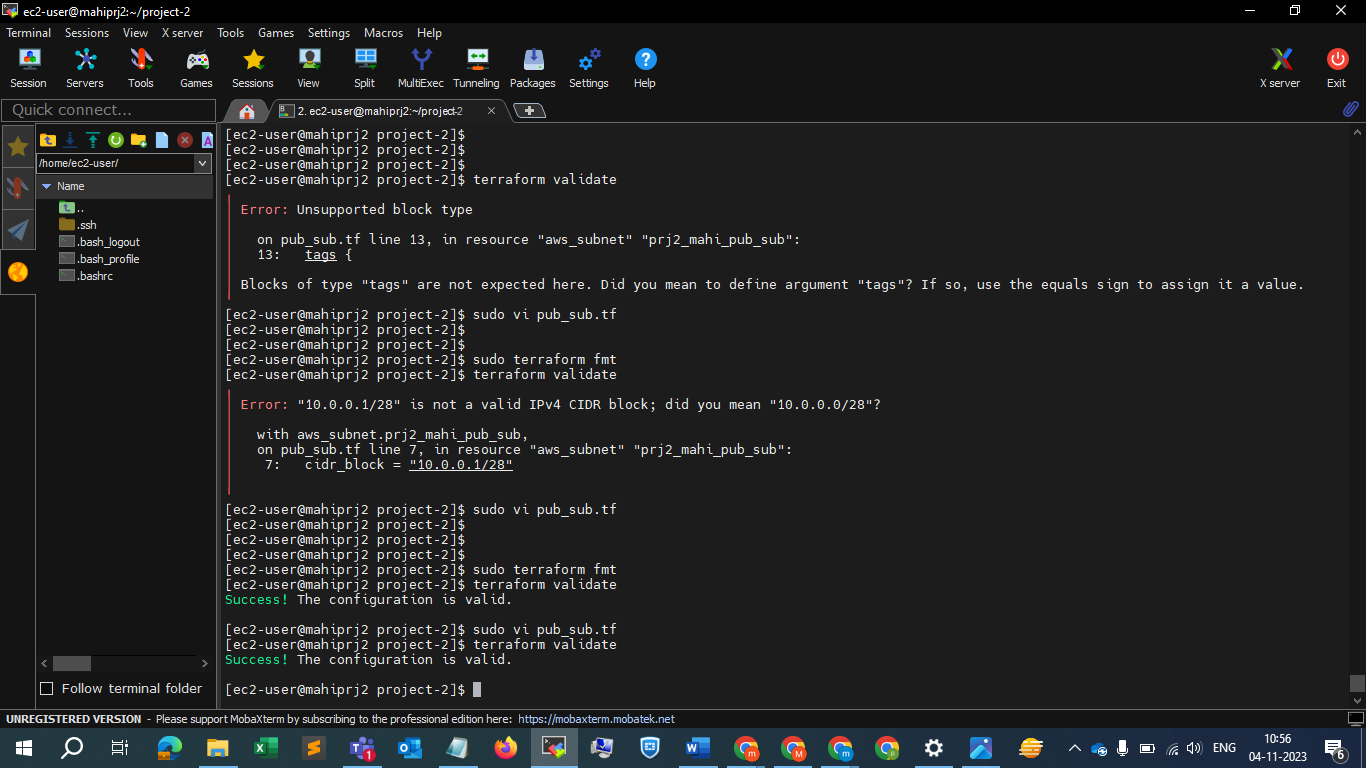 ec2-user@mahiprj2:~/project-2
Terminal Sessions View X server Tools Games Settings Macros Help
Session Servers Tools Games Sessions View Split MultiExec Tunneling Packages Settings Help X server Exit
Quick connect...
2. ec2-user@mahiprj2:~/project-2
/home/ec2-user/
Name
..
.ssh
.bash_logout
.bash_profile
.bashrc
Follow terminal folder
[ec2-user@mahiprj2 project-2]$
[ec2-user@mahiprj2 project-2]$
[ec2-user@mahiprj2 project-2]$
[ec2-user@mahiprj2 project-2]$ terraform validate
Error: Unsupported block type
on pub_sub.tf line 13, in resource "aws_subnet" "prj2_mahi_pub_sub":
13: tags {
Blocks of type "tags" are not expected here. Did you mean to define argument "tags"? If so, use the equals sign to assign it a value.
[ec2-user@mahiprj2 project-2]$ sudo vi pub_sub.tf
[ec2-user@mahiprj2 project-2]$
[ec2-user@mahiprj2 project-2]$
[ec2-user@mahiprj2 project-2]$ sudo terraform fmt
[ec2-user@mahiprj2 project-2]$ terraform validate
Error: "10.0.0.1/28" is not a valid IPv4 CIDR block; did you mean "10.0.0.0/28"?
with aws_subnet.prj2_mahi_pub_sub,
on pub_sub.tf line 7, in resource "aws_subnet" "prj2_mahi_pub_sub":
7: cidr_block = "10.0.0.1/28"
[ec2-user@mahiprj2 project-2]$ sudo vi pub_sub.tf
[ec2-user@mahiprj2 project-2]$
[ec2-user@mahiprj2 project-2]$
[ec2-user@mahiprj2 project-2]$
[ec2-user@mahiprj2 project-2]$ sudo terraform fmt
[ec2-user@mahiprj2 project-2]$ terraform validate
Success! The configuration is valid.
[ec2-user@mahiprj2 project-2]$ sudo vi pub_sub.tf
[ec2-user@mahiprj2 project-2]$ terraform validate
Success! The configuration is valid.
[ec2-user@mahiprj2 project-2]$
UNREGISTERED VERSION - Please support MobaXterm by subscribing to the professional edition here: https://mobaxterm.mobatek.net
ENG
10:56
04-11-2023
6